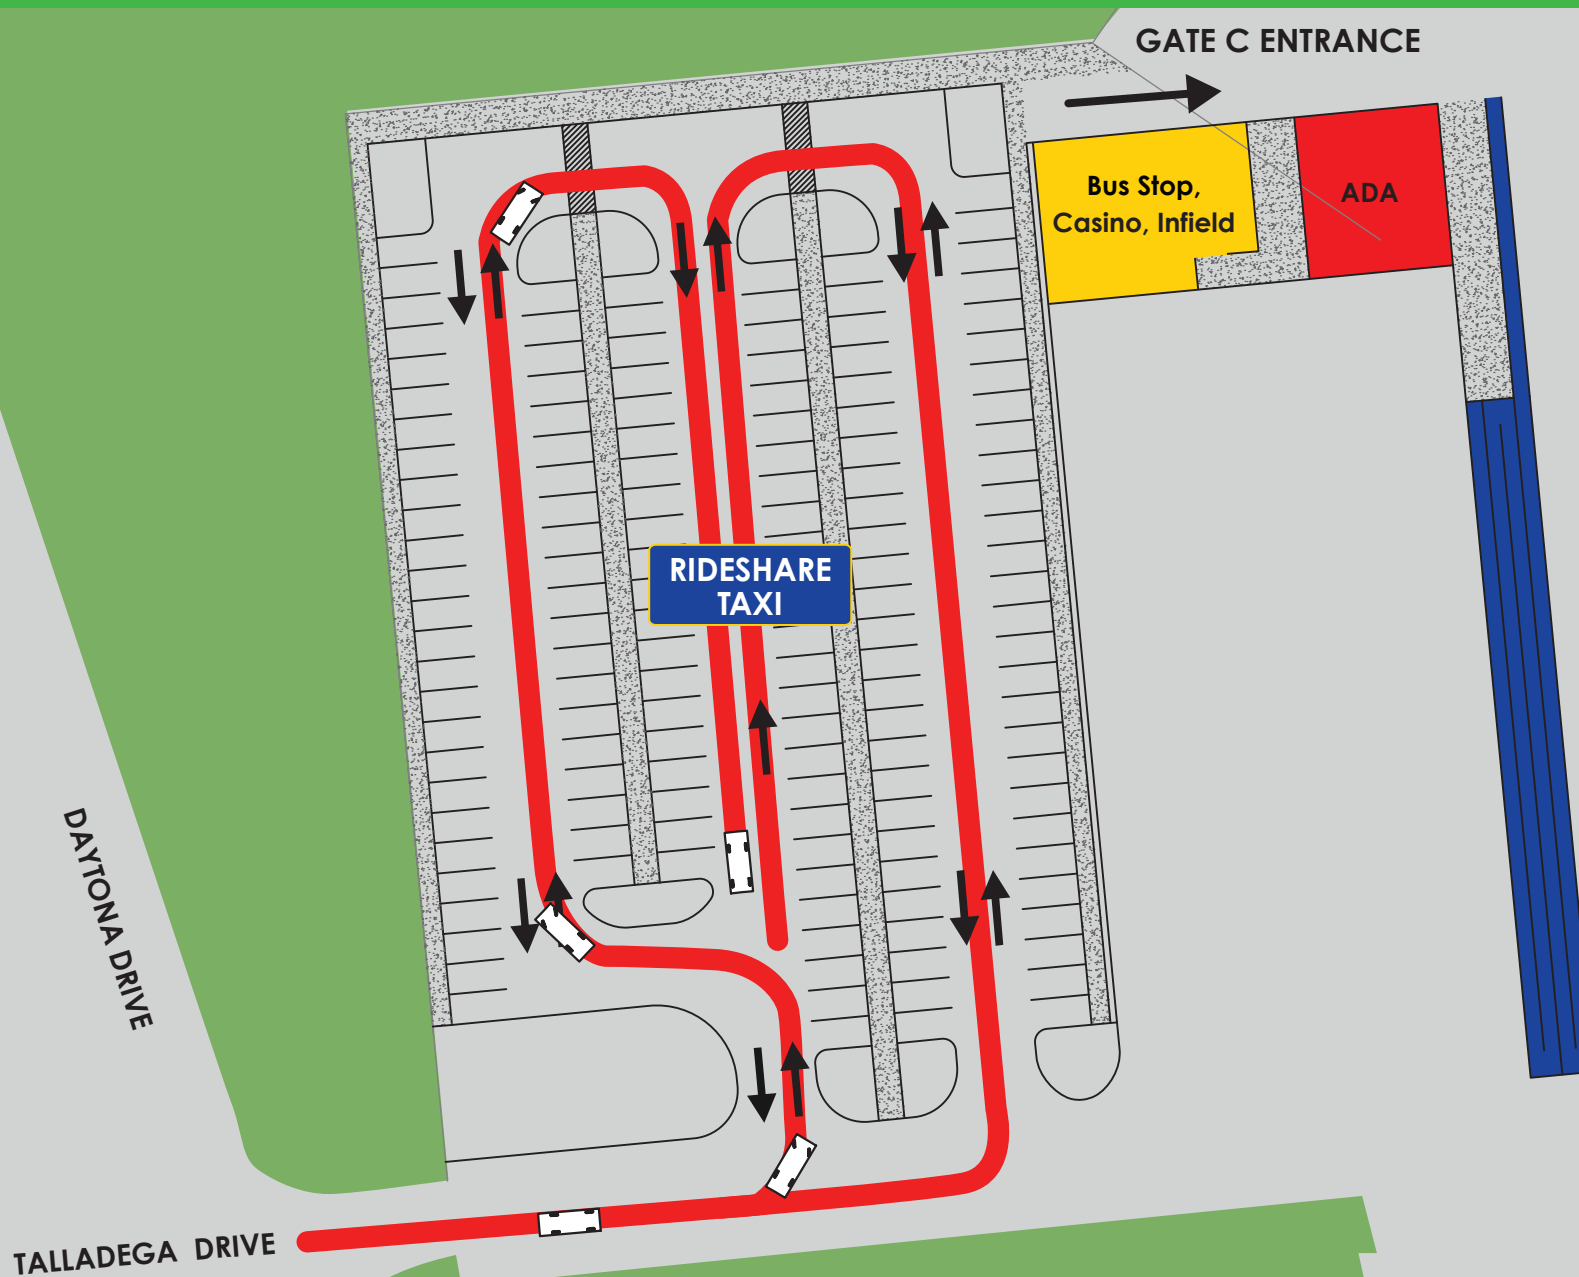 GATE C ENTRANCE
Bus Stop,
Casino, Infield
ADA
RIDESHARE
TAXI
DAYTONA DRIVE
TALLADEGA DRIVE